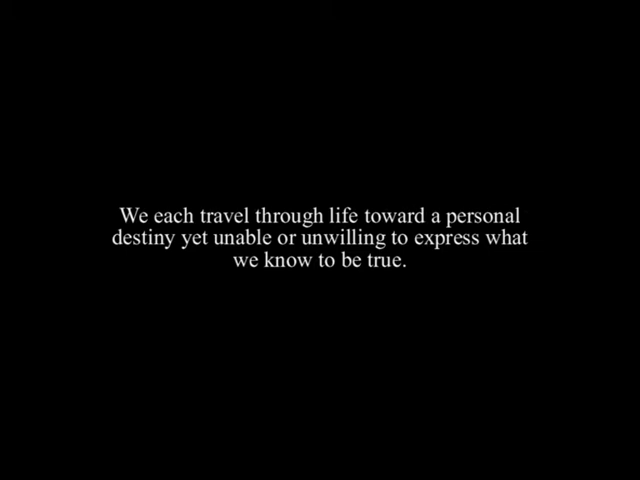 We each travel through life toward a personal
destiny yet unable or unwilling to express what
we know to be true.